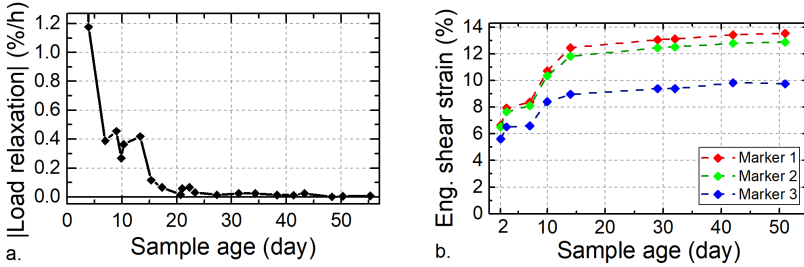 |Load relaxation| (%/h)
1.2
1.0
0.8
0.6
0.4
0.2
0.0
0 10 20 30 40 50
Sample age (day)
a.
Eng. shear strain (%)
14
12
10
8
6
4
2
0
2 10 20 30 40 50
Sample age (day)
Marker 1
Marker 2
Marker 3
b.